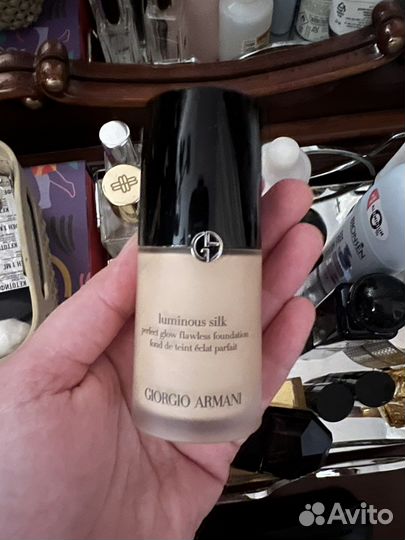 luminous silk
perfect glow flawless foundation
fond de teint éclat parfait
GIORGIO ARMANI
Avito